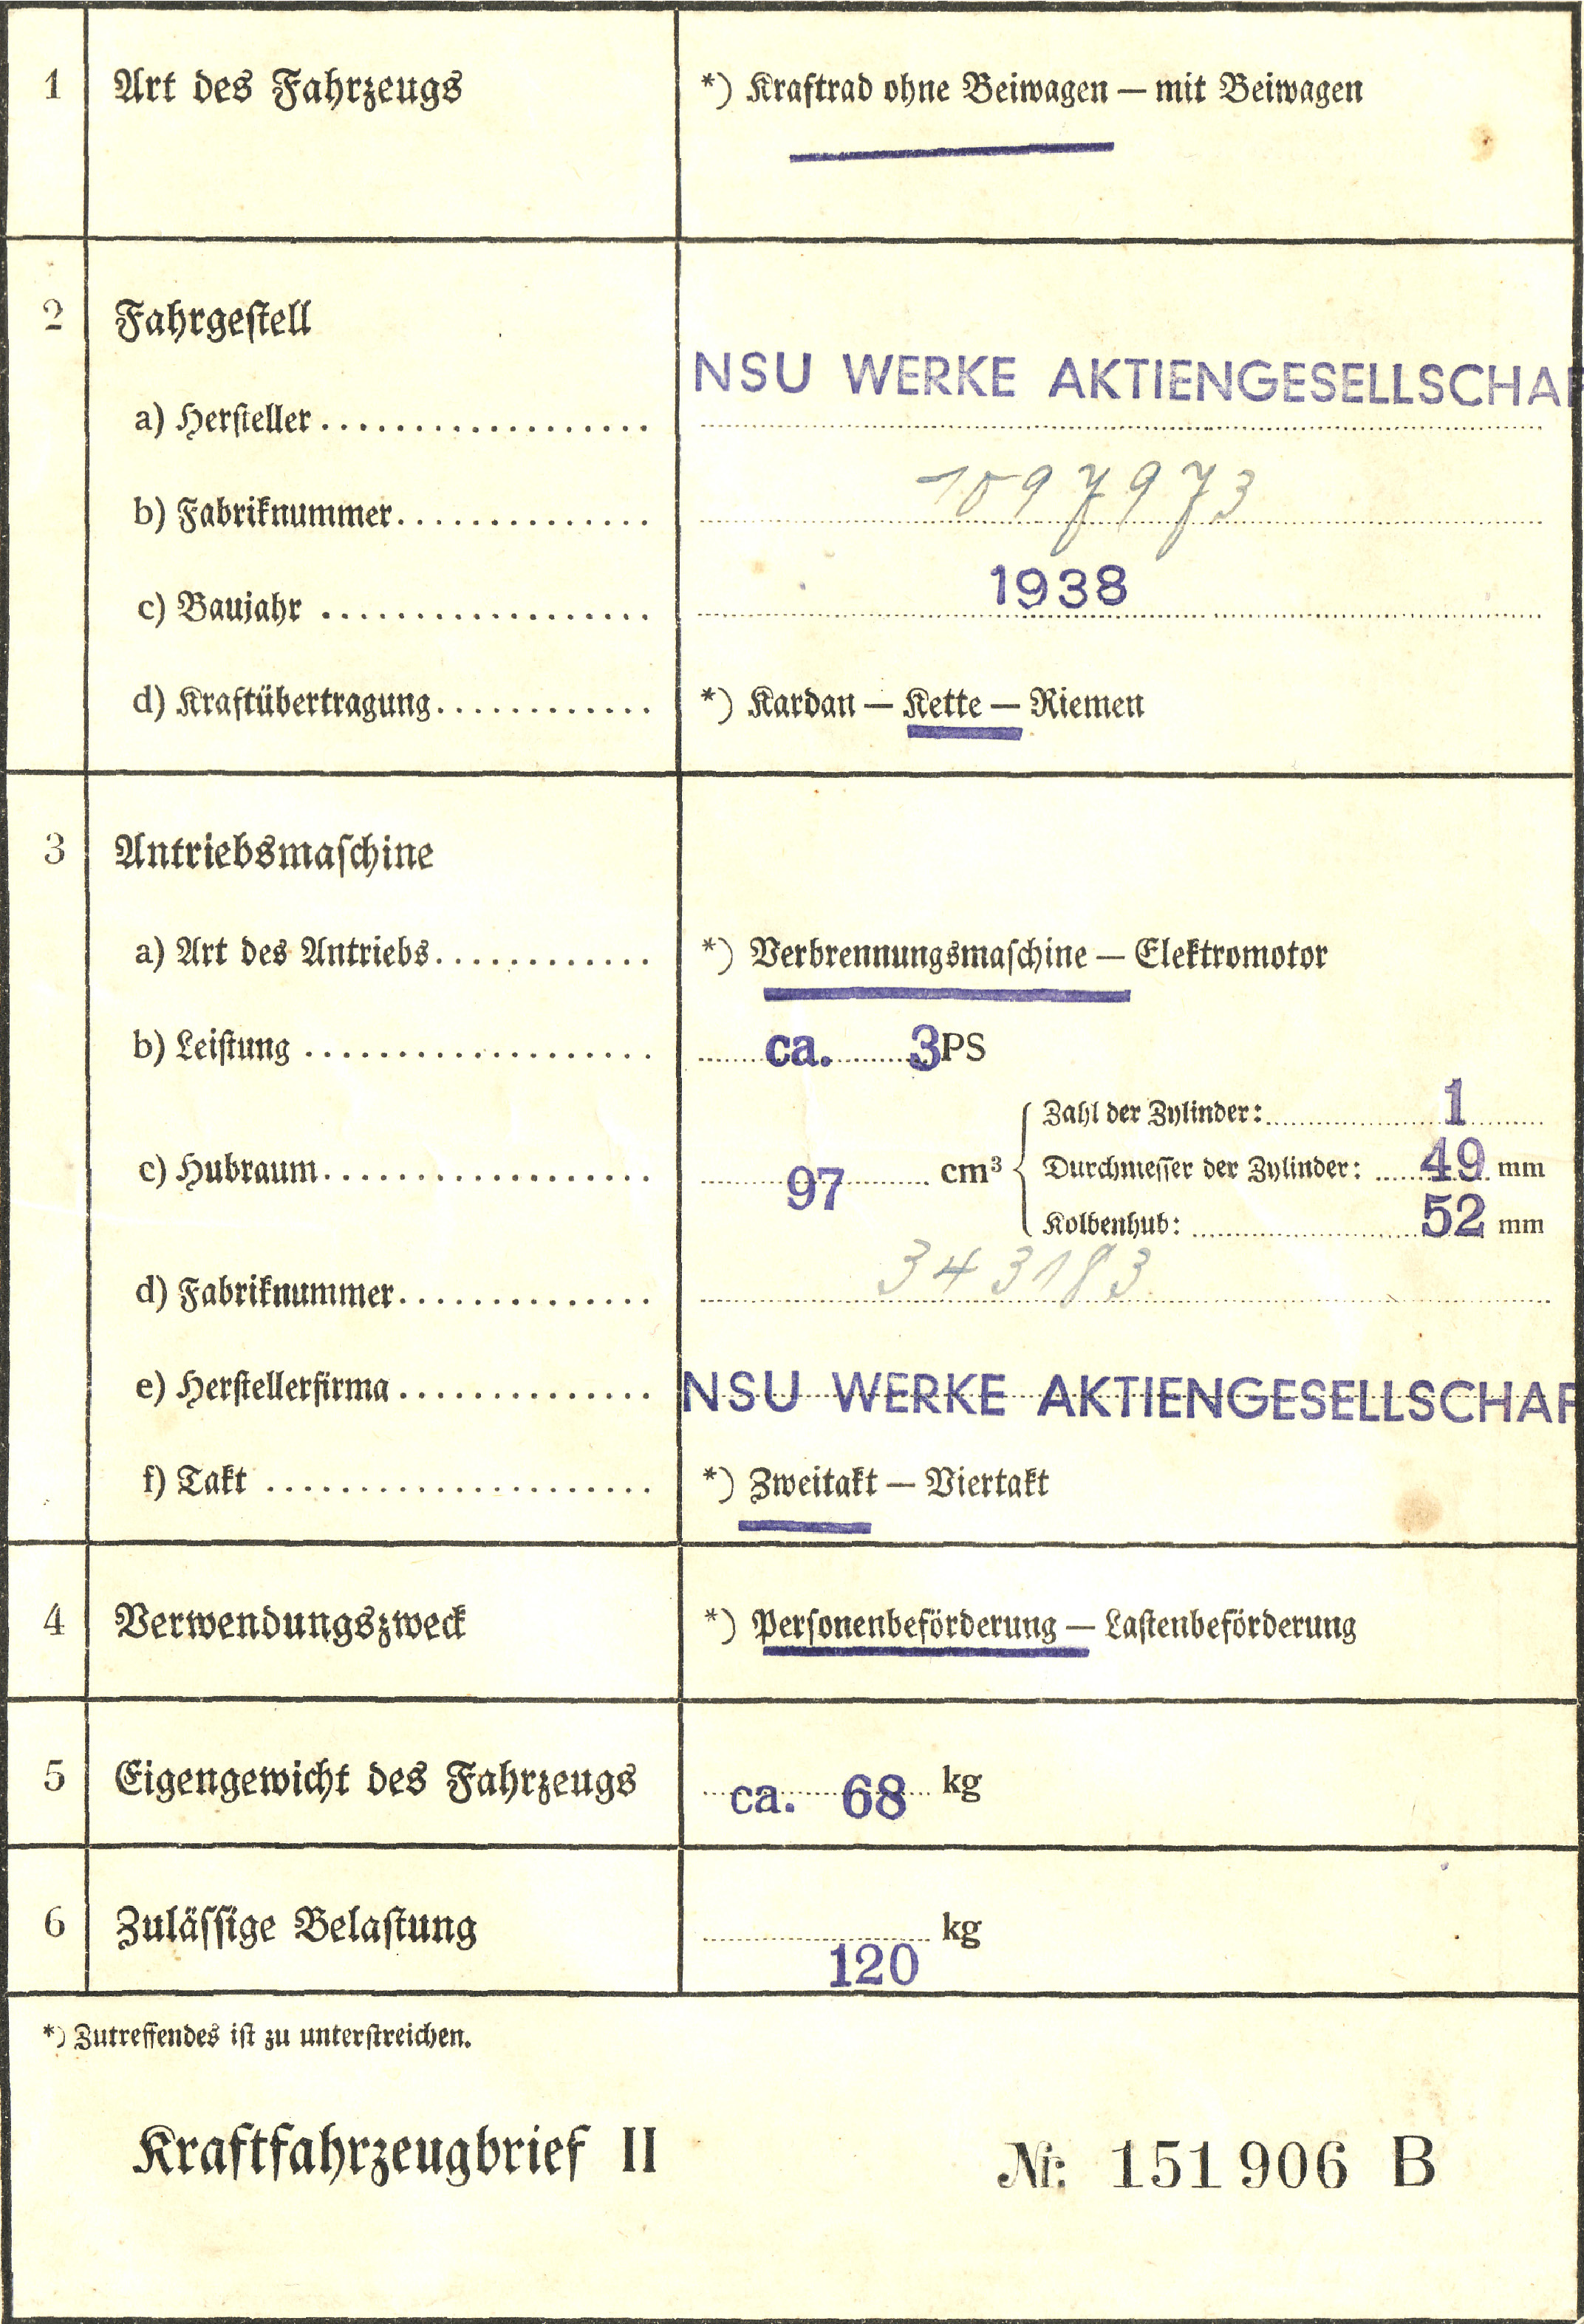 1 Art des Fahrzeugs *) Kraftrad ohne Beiwagen — mit Beiwagen
2 Fahrgestell
NSU WERKE AKTIENGESELLSCHAF
a) Hersteller
b) Fabriknummer 1097973
c) Baujahr 1938
d) Kraftübertragung *) Kardan — Kette — Riemen
3 Antriebsmaschine
a) Art des Antriebs *) Verbrennungsmaschine — Elektromotor
b) Leistung ca. 3 PS
Zahl der Zylinder: 1
c) Hubraum 97 cm³ Durchmesser der Zylinder: 49 mm
Kolbenhub: 52 mm
d) Fabriknummer 343183
e) Herstellerfirma NSU WERKE AKTIENGESELLSCHAF
f) Takt *) Zweitakt — Viertakt
4 Verwendungszweck *) Personenbeförderung — Lastenbeförderung
5 Eigengewicht des Fahrzeugs ca. 68 kg
6 Zulässige Belastung 120 kg
*) Zutreffendes ist zu unterstreichen.
Kraftfahrzeugbrief II Nr. 151906 B